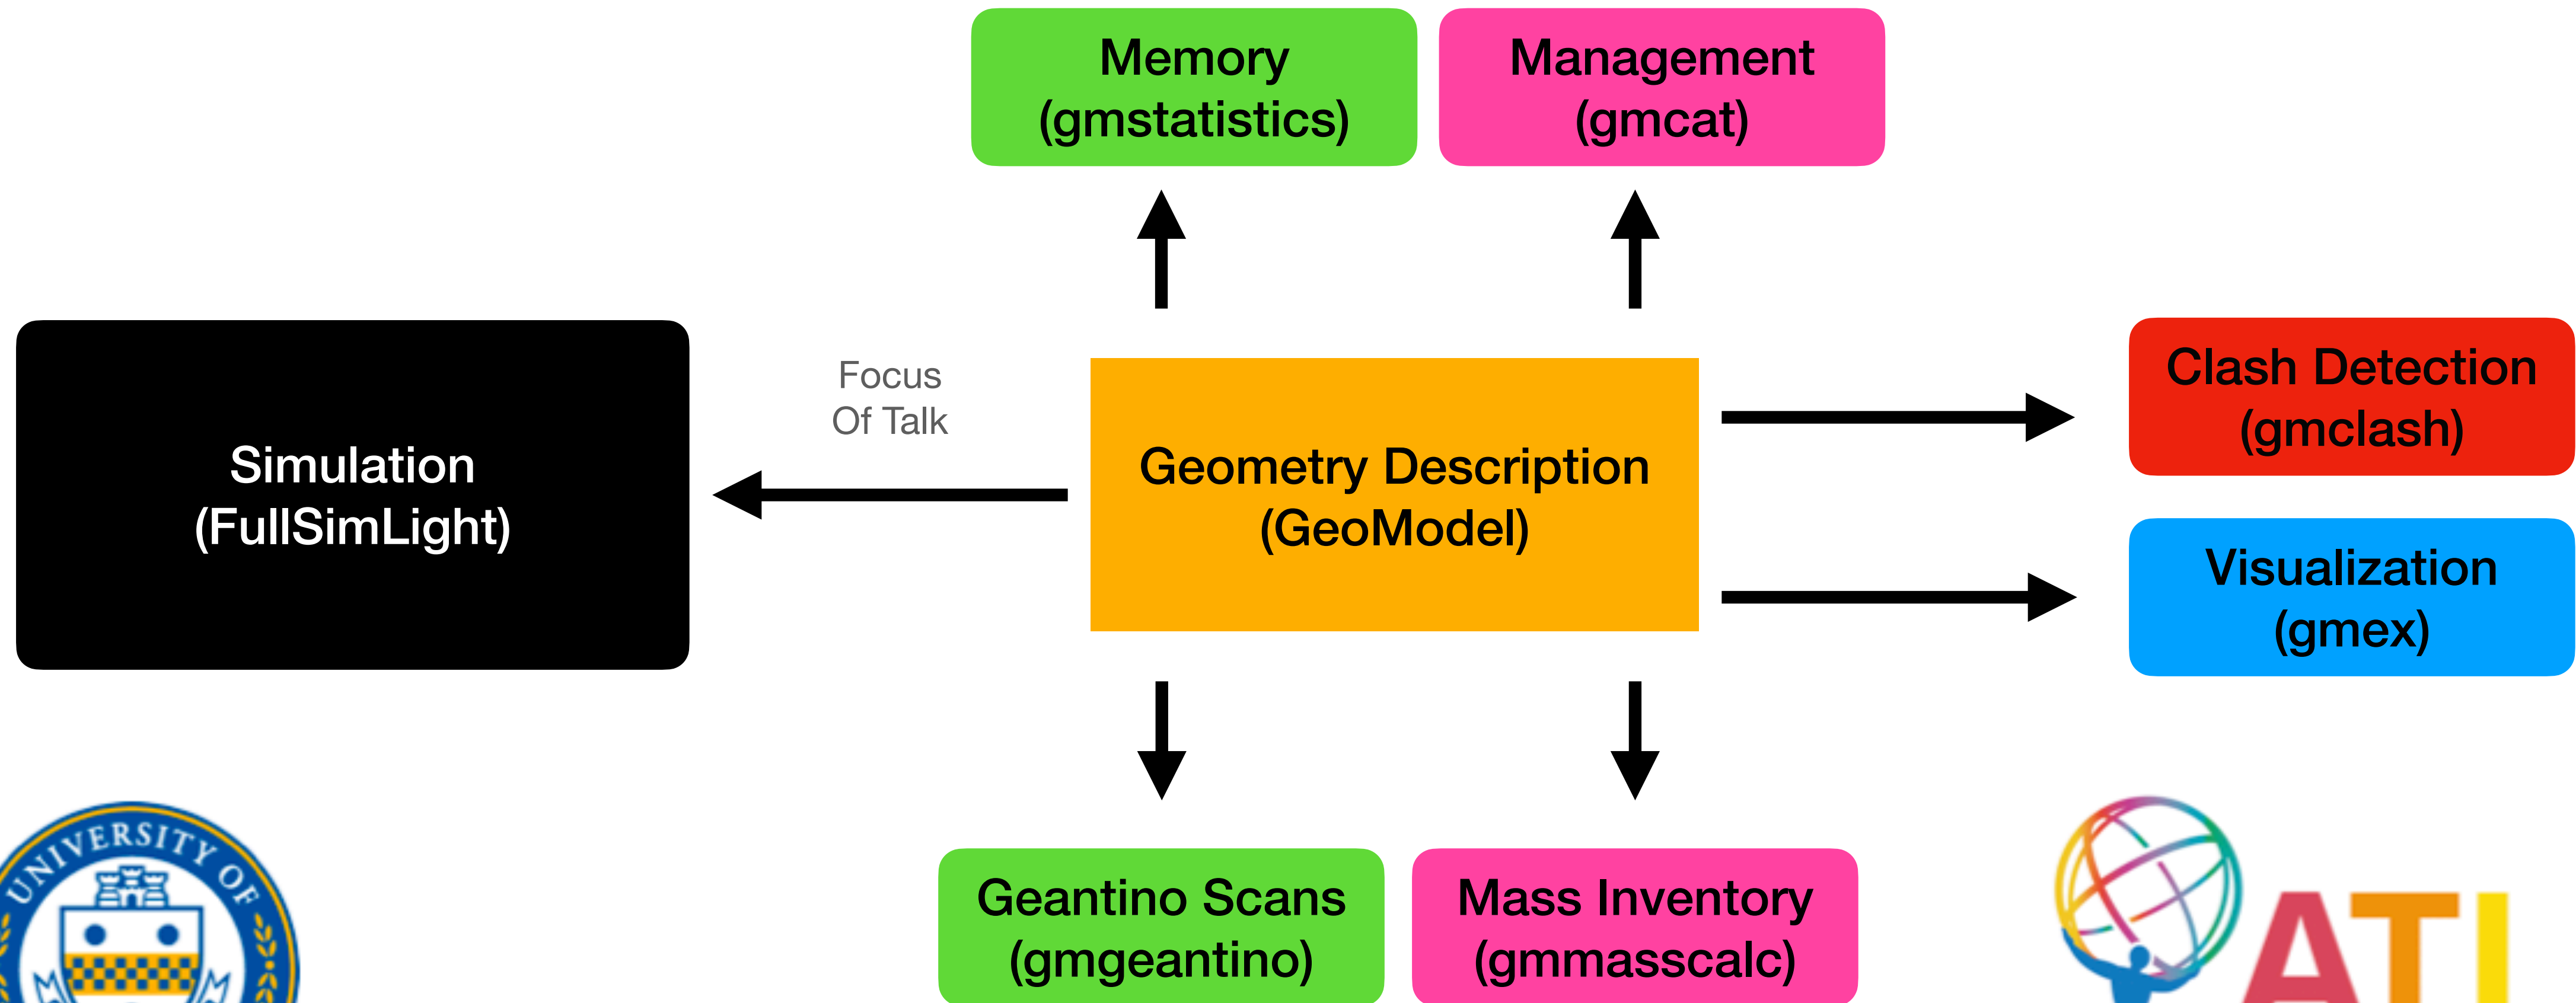 Memory
(gmstatistics)
Management
(gmcat)
Focus
Of Talk
Simulation
(FullSimLight)
Geometry Description
(GeoModel)
Clash Detection
(gmclash)
Visualization
(gmex)
Geantino Scans
(gmgeantino)
Mass Inventory
(gmmasscalc)
UNIVERSITY OF
ATI